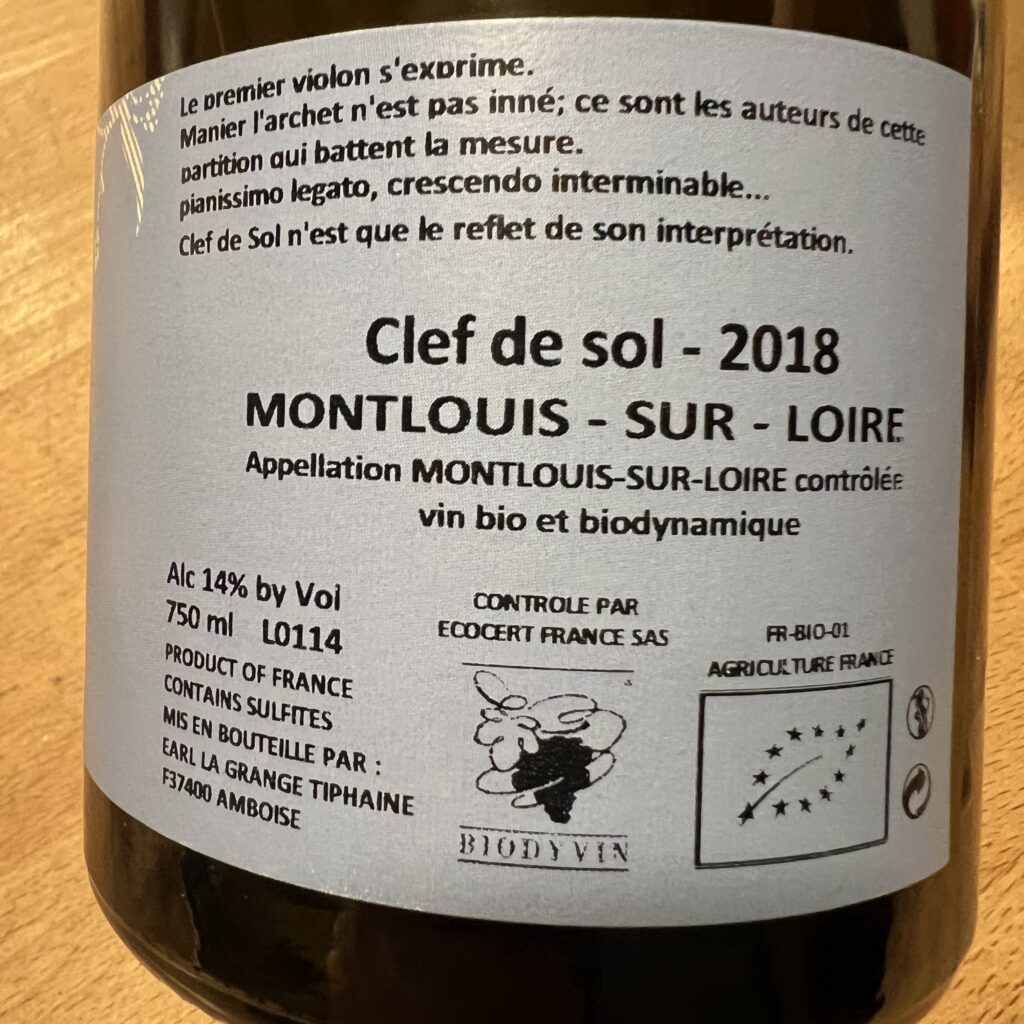 Le premier violon s'exprime.
Manier l'archet n'est pas inné; ce sont les auteurs de cette
partition qui battent la mesure.
pianissimo legato, crescendo interminable...
Clef de Sol n'est que le reflet de son interprétation.
Clef de sol - 2018
MONTLOUIS - SUR - LOIRE
Appellation MONTLOUIS-SUR-LOIRE contrôlée
vin bio et biodynamique
Alc 14% by Vol
750 ml L0114
PRODUCT OF FRANCE
CONTAINS SULFITES
MIS EN BOUTEILLE PAR :
EARL LA GRANGE TIPHAINE
F37400 AMBOISE
CONTROLE PAR
ECOCERT FRANCE SAS
BIODYVIN
FR-BIO-01
AGRICULTURE FRANCE